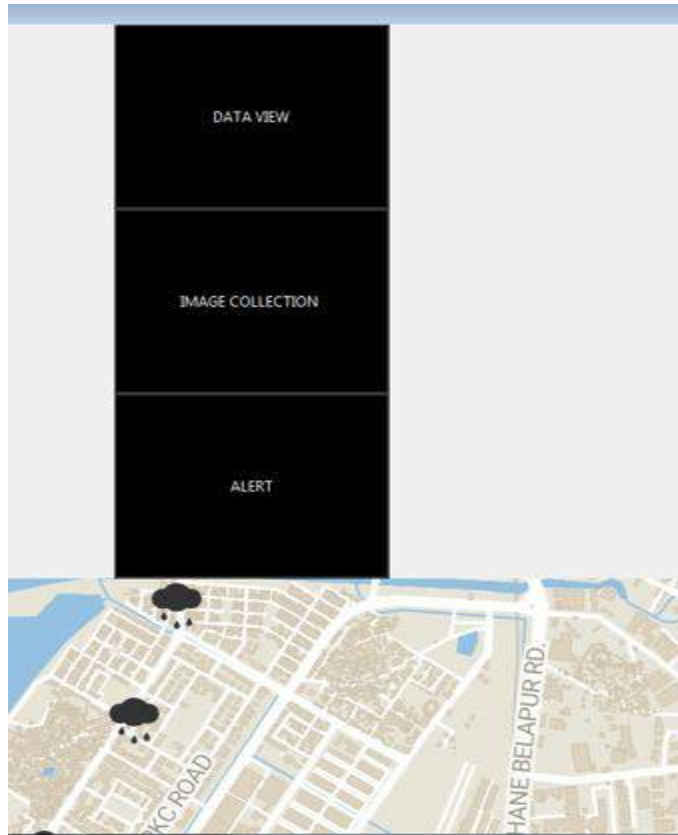 DATA VIEW
IMAGE COLLECTION
ALERT
HANE BELAPUR RD.
KC ROAD